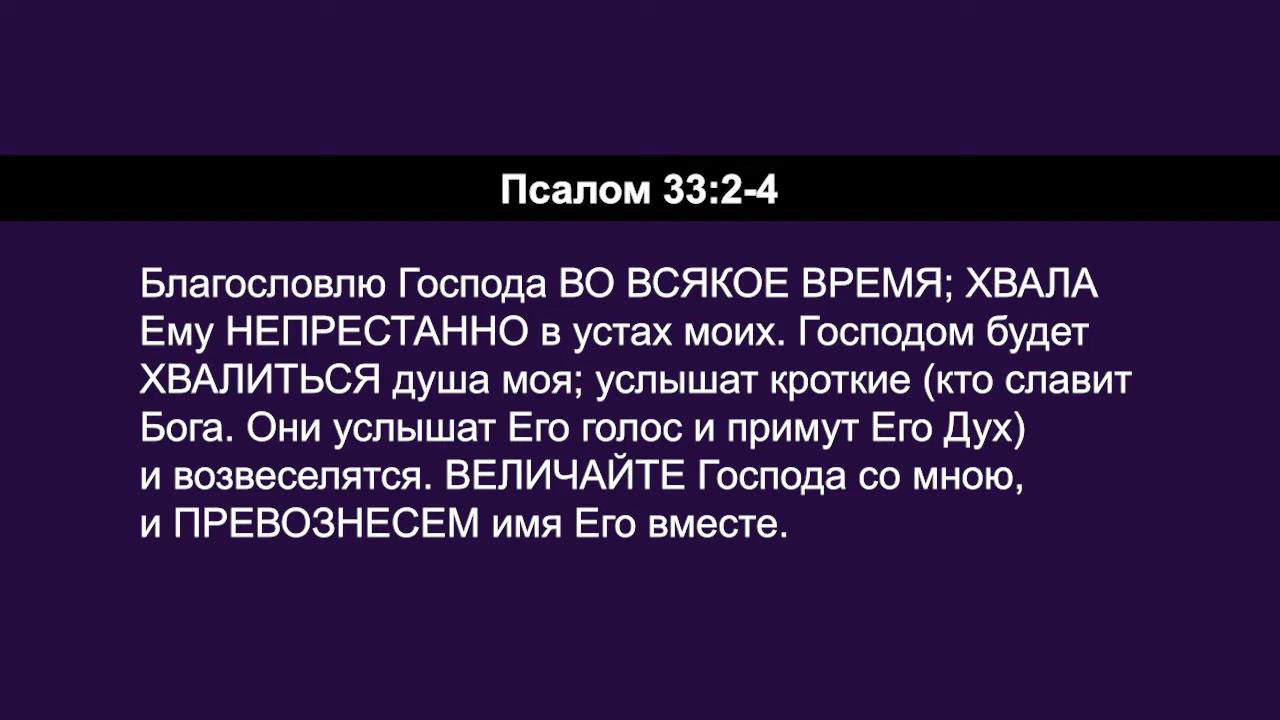 Псалом 33:2-4
Благословлю Господа ВО ВСЯКОЕ ВРЕМЯ; ХВАЛА
Ему НЕПРЕСТАННО в устах моих. Господом будет
ХВАЛИТЬСЯ душа моя; услышат кроткие (кто славит
Бога. Они услышат Его голос и примут Его Дух)
и возвеселятся. ВЕЛИЧАЙТЕ Господа со мною,
и ПРЕВОЗНЕСЕМ имя Его вместе.